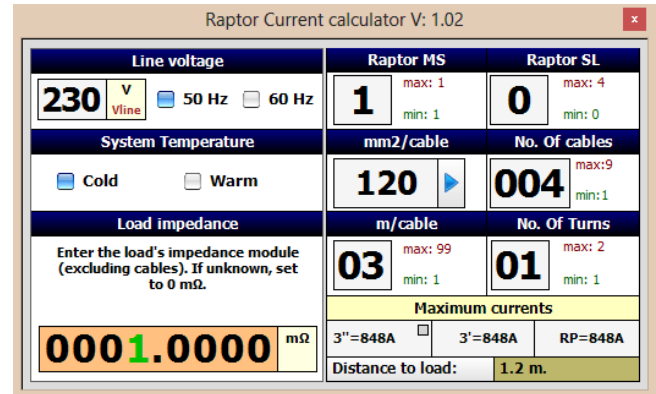 Raptor Current calculator V: 1.02
x
Line voltage
230 V Vline 50 Hz 60 Hz
System Temperature
Cold Warm
Load impedance
Enter the load's impedance module
(excluding cables). If unknown, set
to 0 mΩ.
0001.0000 mΩ
Raptor MS Raptor SL
1 max: 1 min: 1 0 max: 4 min: 0
mm2/cable No. Of cables
120 004 max:9 min:1
m/cable No. Of Turns
03 max: 99 min: 1 01 max: 2 min: 1
Maximum currents
3"=848A 3'=848A RP=848A
Distance to load: 1.2 m.